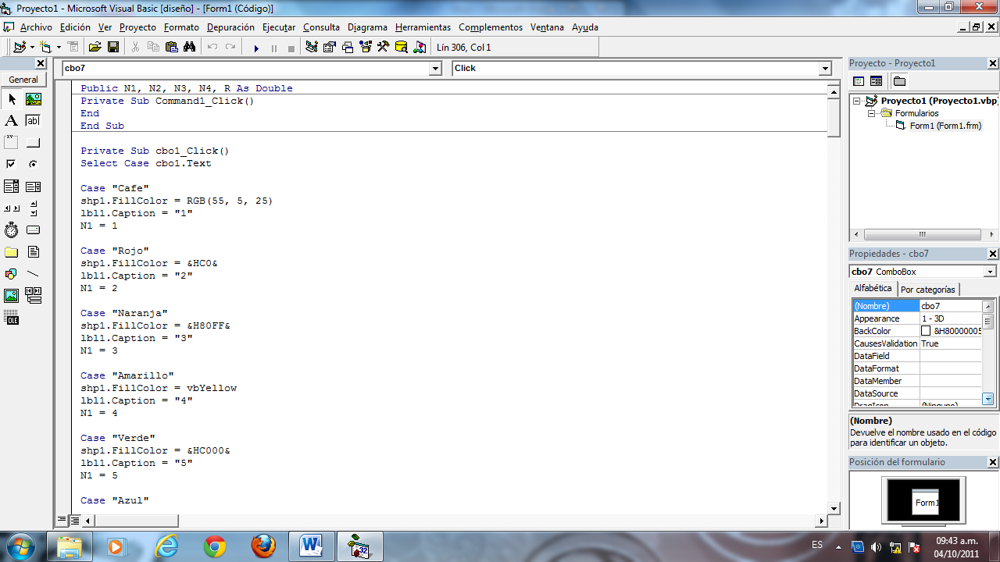 Proyecto1 - Microsoft Visual Basic [diseño] - [Form1 (Código)]
Archivo Edición Ver Proyecto Formato Depuración Ejecutar Consulta Diagrama Herramientas Complementos Ventana Ayuda
Lín 306, Col 1
General
cbo7
Click
Public N1, N2, N3, N4, R As Double
Private Sub Command1_Click()
End
End Sub
Private Sub cbo1_Click()
Select Case cbo1.Text
Case "Cafe"
shp1.FillColor = RGB(55, 5, 25)
lbl1.Caption = "1"
N1 = 1
Case "Rojo"
shp1.FillColor = &HC0&
lbl1.Caption = "2"
N1 = 2
Case "Naranja"
shp1.FillColor = &H80FF&
lbl1.Caption = "3"
N1 = 3
Case "Amarillo"
shp1.FillColor = vbYellow
lbl1.Caption = "4"
N1 = 4
Case "Verde"
shp1.FillColor = &HC000&
lbl1.Caption = "5"
N1 = 5
Case "Azul"
Proyecto - Proyecto1
Proyecto1 (Proyecto1.vbp)
Formularios
Form1 (Form1.frm)
Propiedades - cbo7
cbo7 ComboBox
Alfabética Por categorías
(Nombre) cbo7
Appearance 1 - 3D
BackColor &H80000005
CausesValidation True
DataField
DataFormat
DataMember
DataSource
DragIcon (Ninguno)
(Nombre)
Devuelve el nombre usado en el código
para identificar un objeto.
Posición del formulario
Form1
ES
09:43 a.m.
04/10/2011